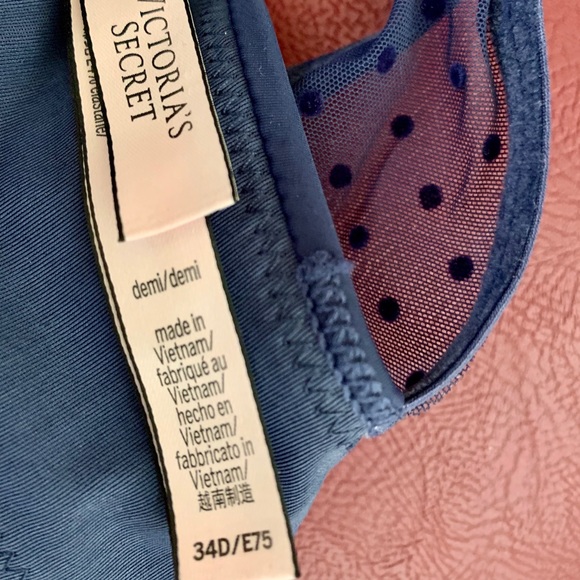 VICTORIA'S
SECRET
elastane/
demi/demi
made in
Vietnam/
fabriqué au
Vietnam/
hecho en
Vietnam/
fabbricato in
Vietnam/
越南制造
34D/E75